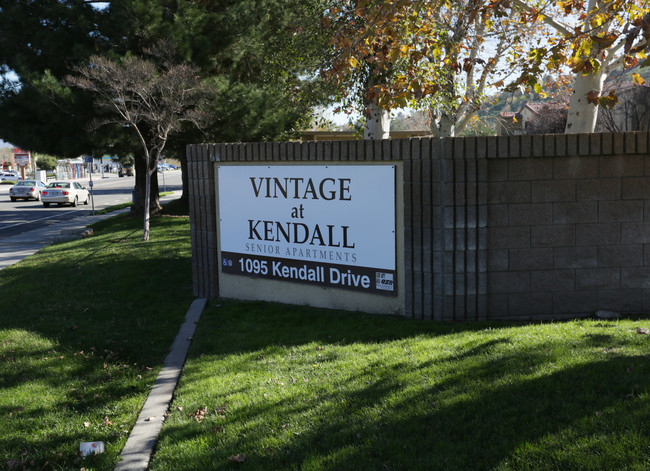 VINTAGE
at
KENDALL
SENIOR APARTMENTS
1095 Kendall Drive